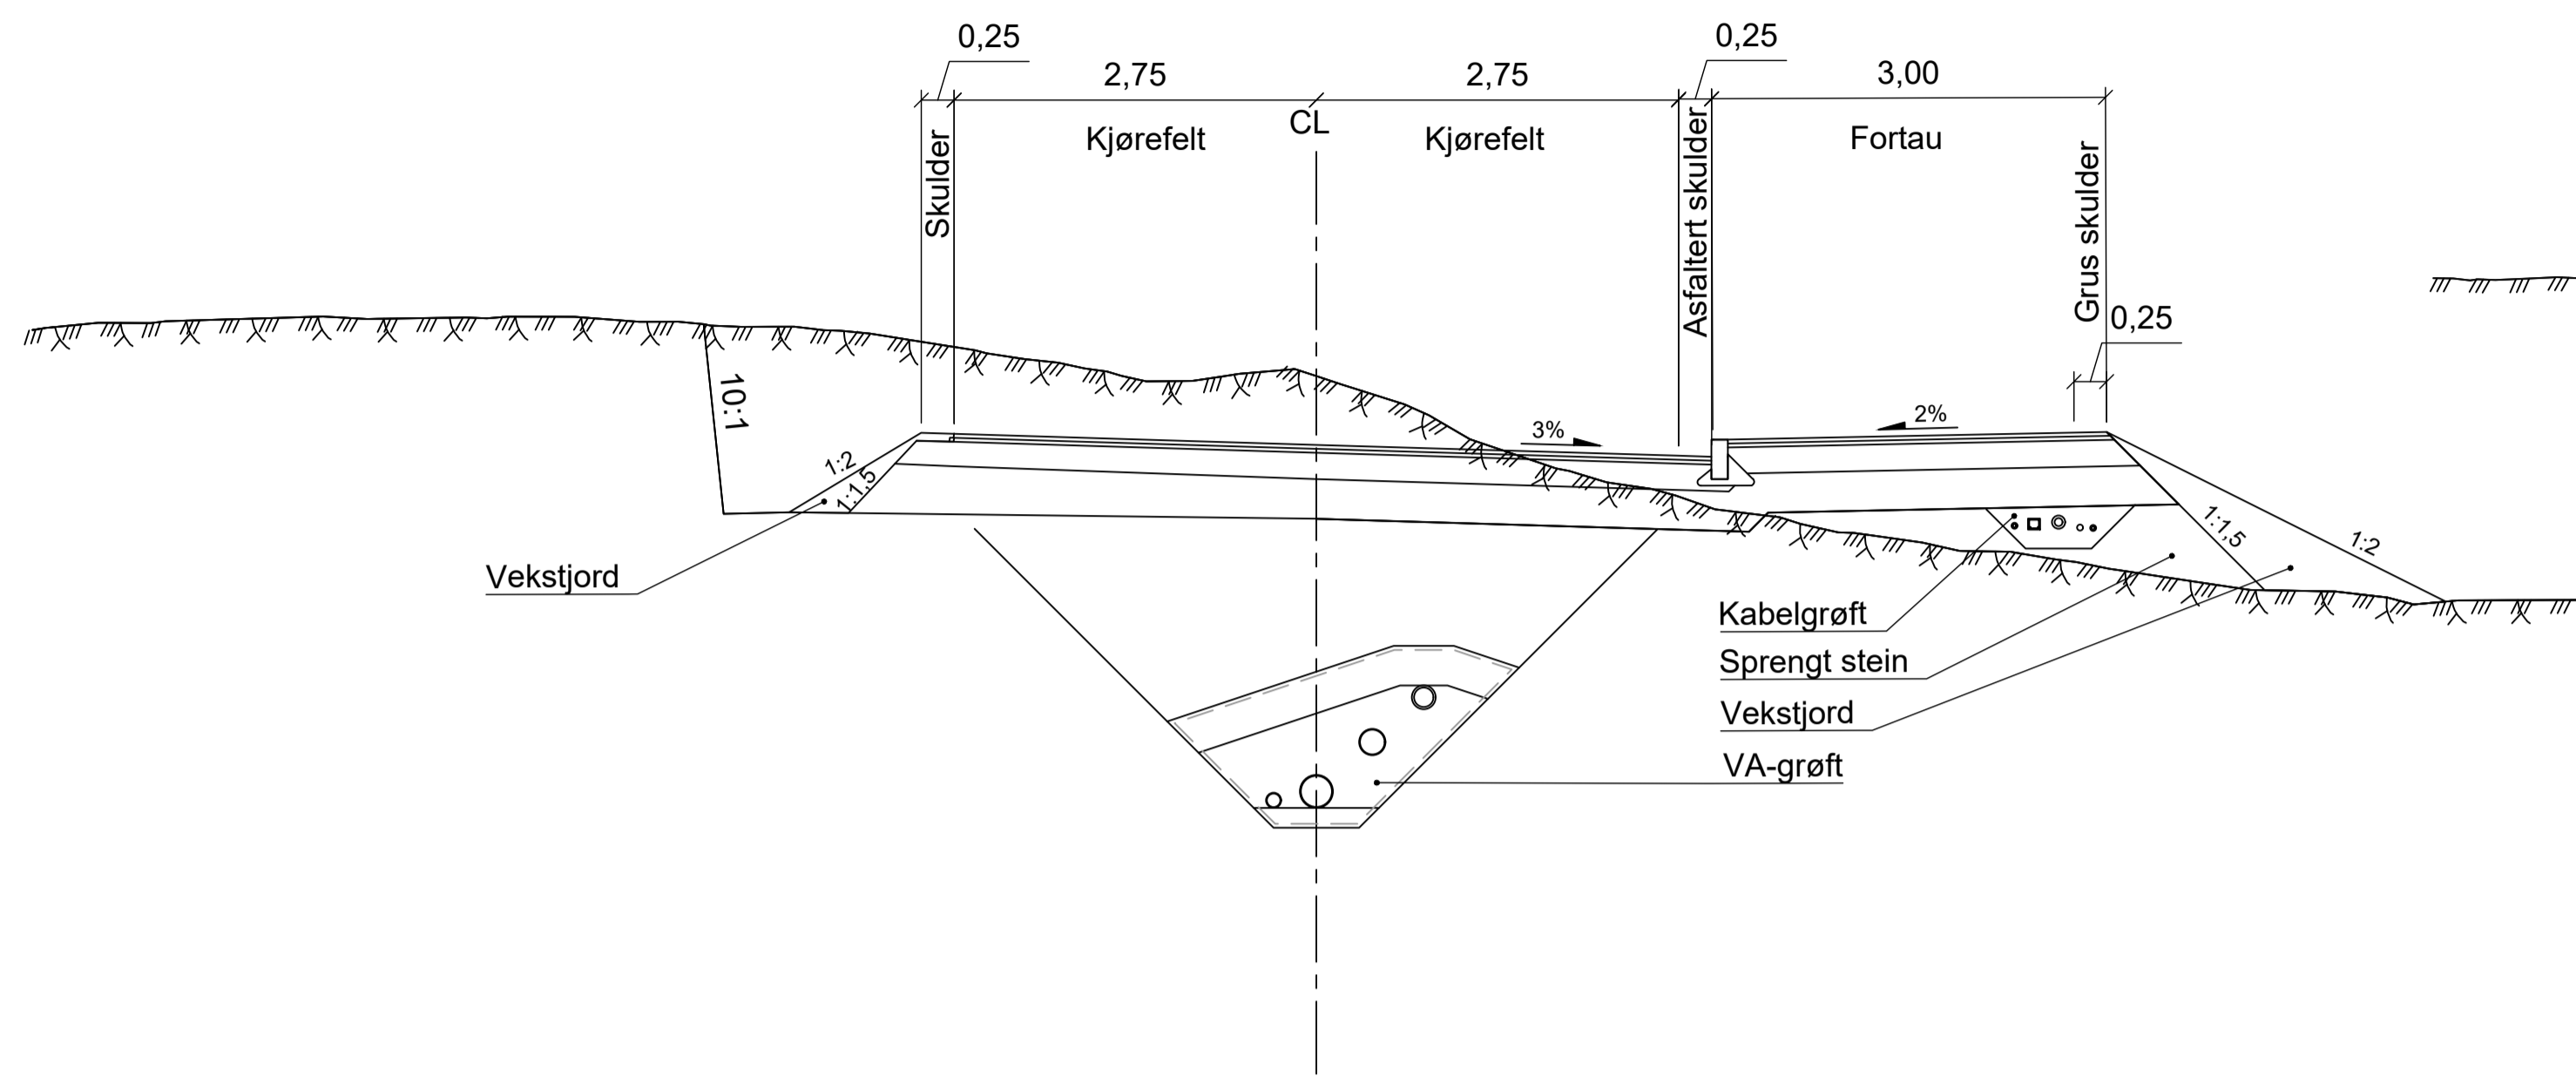 0,25
0,25
2,75
2,75
3,00
CL
Kjørefelt
Kjørefelt
Fortau
Skulder
Asfaltert skulder
Grus skulder
0,25
10:1
3%
2%
1:2
1:1,5
1:1,5
1:2
Vekstjord
Kabelgrøft
Sprengt stein
Vekstjord
VA-grøft